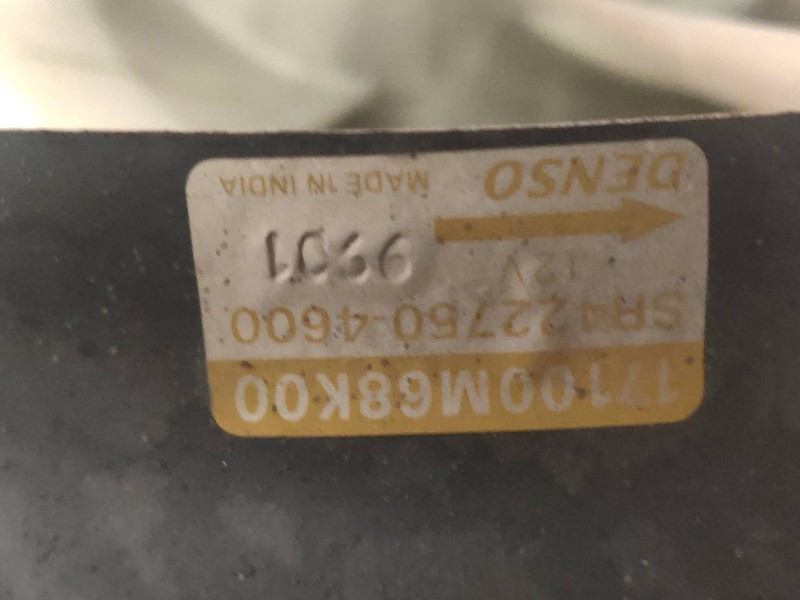 17100M68K00
SR422750-4600
12V
DENSO MADE IN INDIA